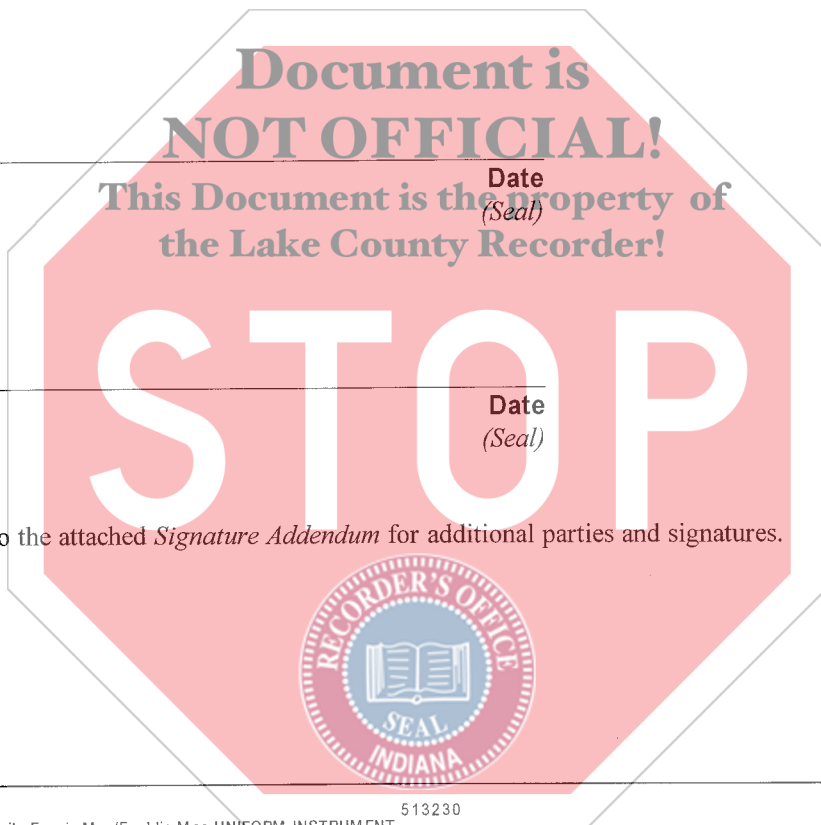 Document is
NOT OFFICIAL!
Date
This Document is the property of
(Seal)
the Lake County Recorder!
STOP
Date
(Seal)
the attached Signature Addendum for additional parties and signatures.
RECORDER'S OFFICE
SEAL
INDIANA
513230
UNIFORM INSTRUMENT